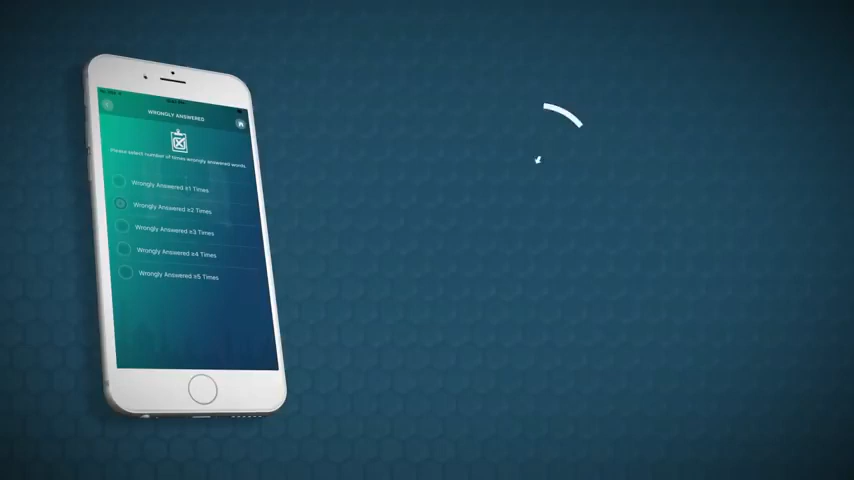 WRONGLY ANSWERED
Please select number of times wrongly answered words.
Wrongly Answered ≥1 Times
Wrongly Answered ≥2 Times
Wrongly Answered ≥3 Times
Wrongly Answered ≥4 Times
Wrongly Answered ≥5 Times